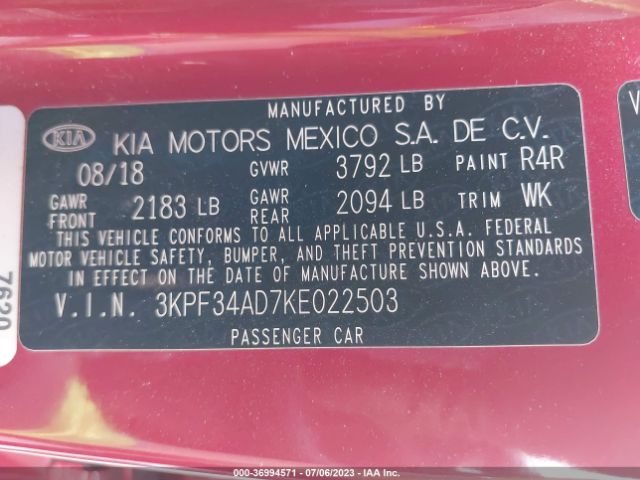 MANUFACTURED BY
KIA KIA MOTORS MEXICO S.A. DE C.V.
08/18 GVWR 3792 LB PAINT R4R
GAWR FRONT 2183 LB GAWR REAR 2094 LB TRIM WK
THIS VEHICLE CONFORMS TO ALL APPLICABLE U.S.A. FEDERAL
MOTOR VEHICLE SAFETY, BUMPER, AND THEFT PREVENTION STANDARDS
IN EFFECT ON THE DATE OF MANUFACTURE SHOWN ABOVE.
V.I.N. 3KPF34AD7KE022503
PASSENGER CAR
7620
V
000-36994571 - 07/06/2023 - IAA Inc.